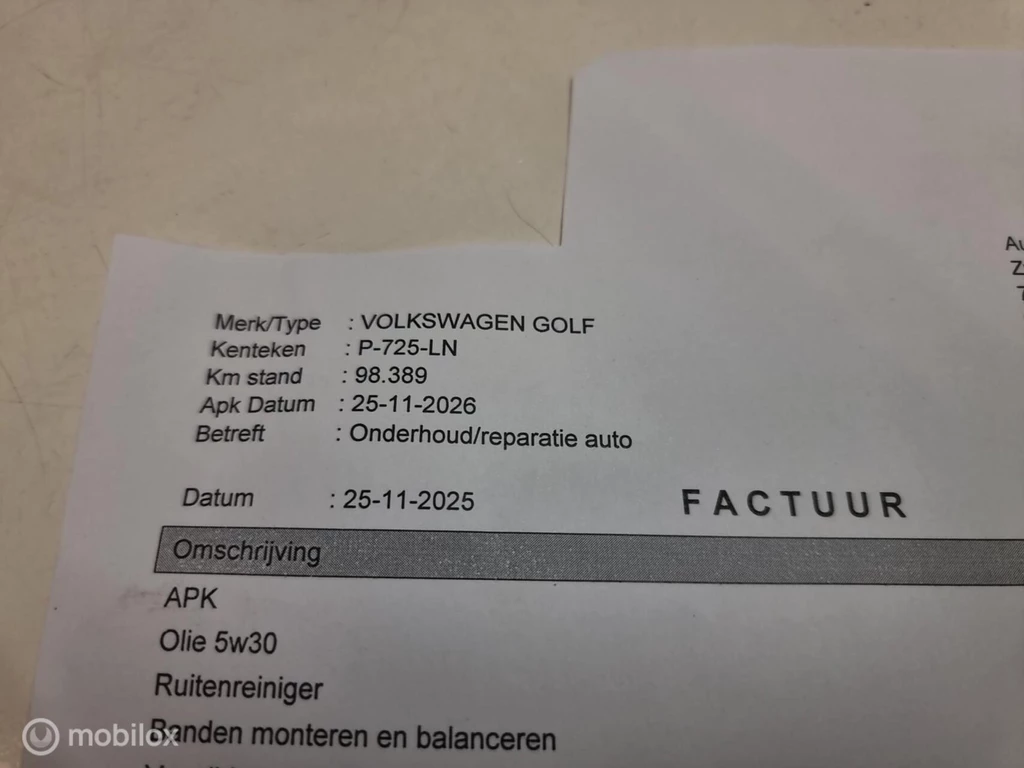 Au
Merk/Type : VOLKSWAGEN GOLF
Kenteken : P-725-LN
Km stand : 98.389
Apk Datum : 25-11-2026
Betreft : Onderhoud/reparatie auto
Datum : 25-11-2025 FACTUUR
Omschrijving
APK
Olie 5w30
Ruitenreiniger
Banden monteren en balanceren
mobilox